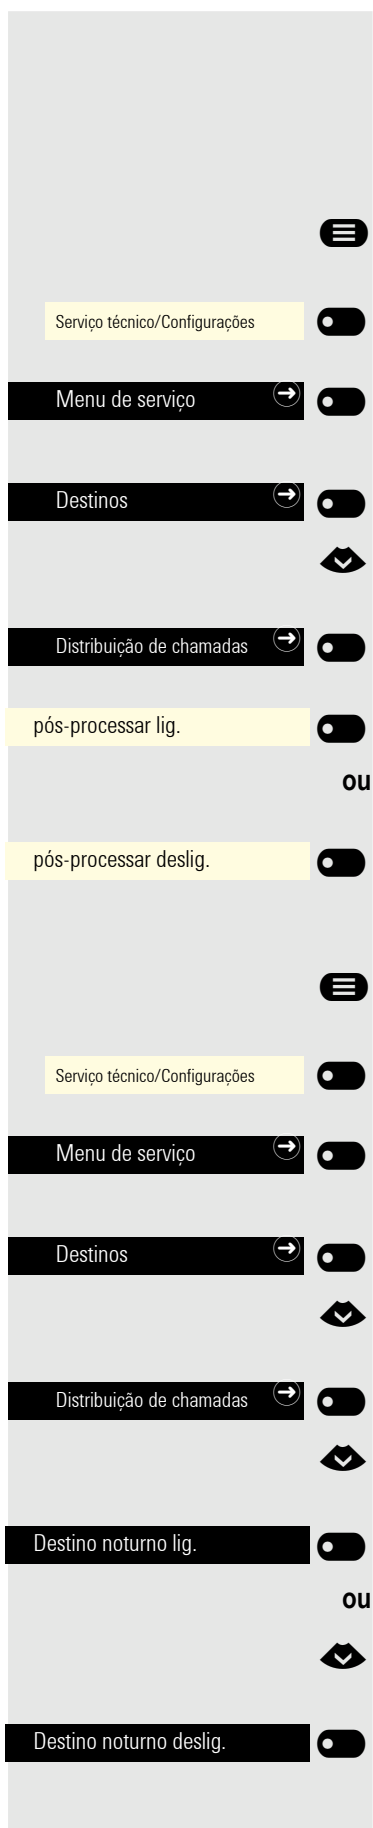 Serviço técnico/Configurações
Menu de serviço
Destinos
Distribuição de chamadas
pós-processar lig.
ou
pós-processar deslig.
Serviço técnico/Configurações
Menu de serviço
Destinos
Distribuição de chamadas
Destino noturno lig.
ou
Destino noturno deslig.